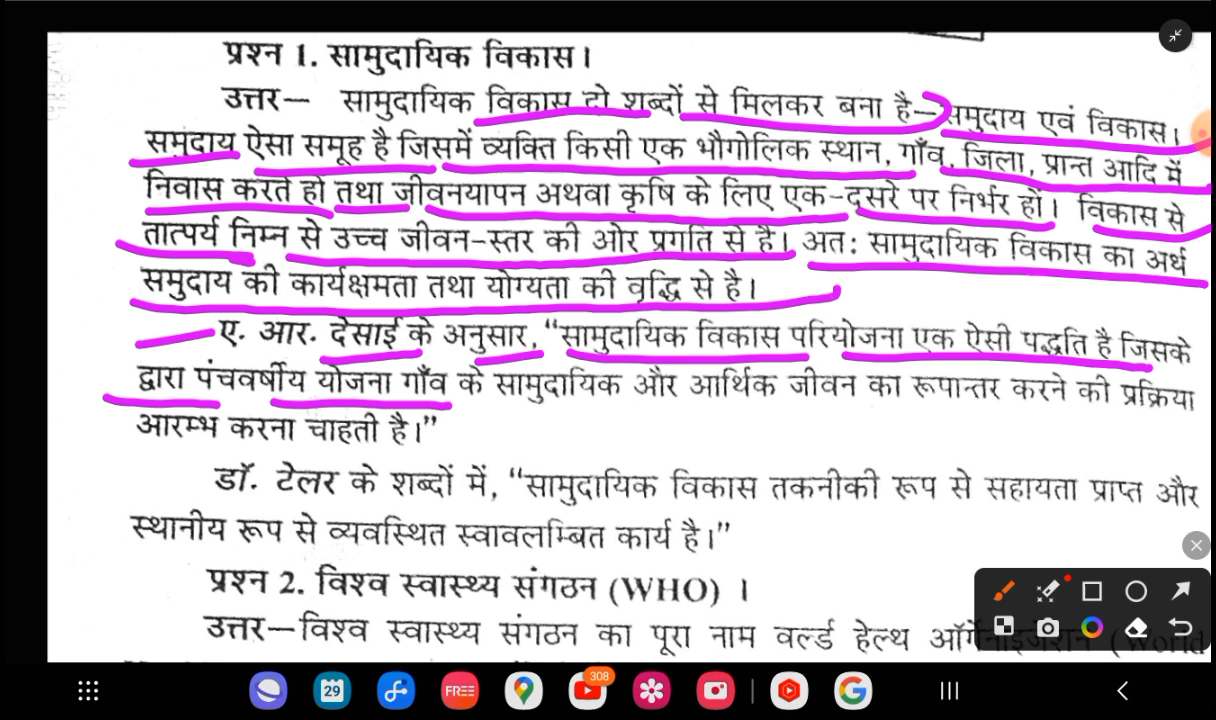 प्रश्न 1. सामुदायिक विकास।
उत्तर— सामुदायिक विकास दो शब्दों से मिलकर बना है—समुदाय एवं विकास।
समुदाय ऐसा समूह है जिसमें व्यक्ति किसी एक भौगोलिक स्थान, गाँव, जिला, प्रान्त आदि में
निवास करते हों तथा जीवनयापन अथवा कृषि के लिए एक-दूसरे पर निर्भर हों। विकास से
तात्पर्य निम्न से उच्च जीवन-स्तर की ओर प्रगति से है। अतः सामुदायिक विकास का अर्थ
समुदाय की कार्यक्षमता तथा योग्यता की वृद्धि से है।
ए. आर. देसाई के अनुसार, “सामुदायिक विकास परियोजना एक ऐसी पद्धति है जिसके
द्वारा पंचवर्षीय योजना गाँव के सामुदायिक और आर्थिक जीवन का रूपान्तर करने की प्रक्रिया
आरम्भ करना चाहती है।”
डॉ. टेलर के शब्दों में, “सामुदायिक विकास तकनीकी रूप से सहायता प्राप्त और
स्थानीय रूप से व्यवस्थित स्वावलम्बित कार्य है।”
प्रश्न 2. विश्व स्वास्थ्य संगठन (WHO) ।
उत्तर—विश्व स्वास्थ्य संगठन का पूरा नाम वर्ल्ड हेल्थ ऑर्गेनाइजेशन (World
29
FREE
308